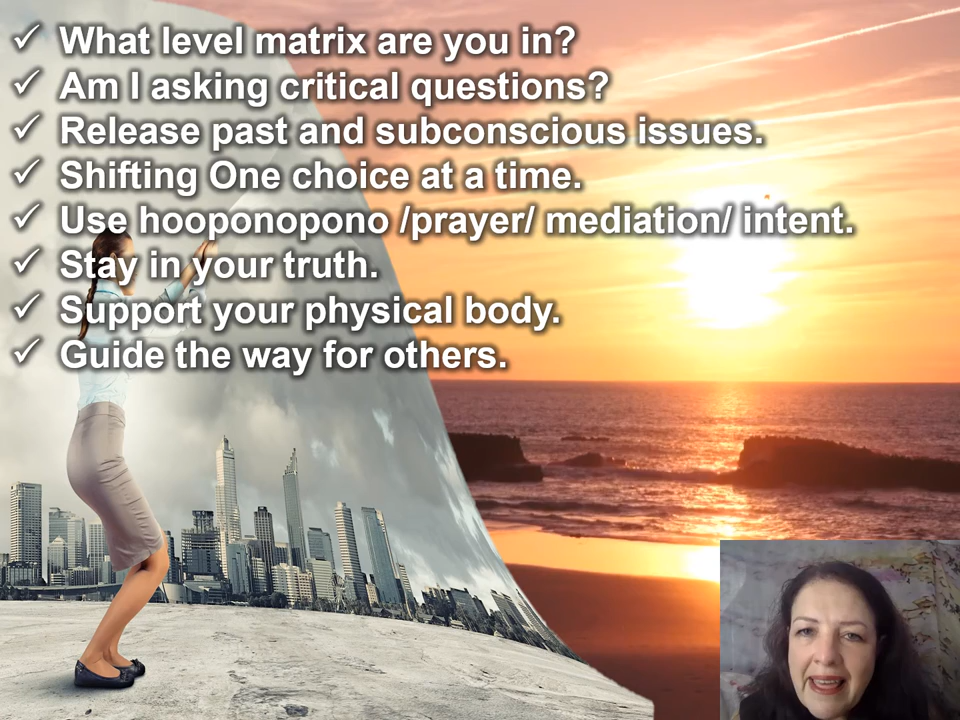 What level matrix are you in?
Am I asking critical questions?
Release past and subconscious issues.
Shifting One choice at a time.
Use hooponopono /prayer/ mediation/ intent.
Stay in your truth.
Support your physical body.
Guide the way for others.